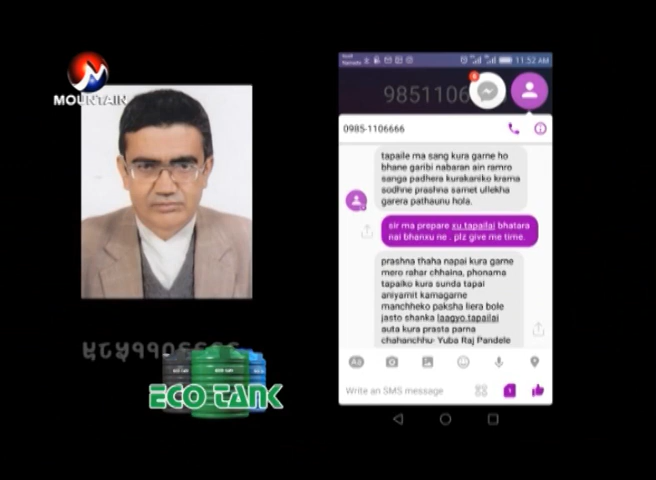 MOUNTAIN
11:52 AM
9851106
0985-1106666
tapaile ma sang kura garne ho
bhane garibi nabaran ain ramro
sanga padhera kurakaniko krama
sodhne prashna samet ullekha
garera pathaunu hola.
sir ma prepare xu tapailai bhatara
nai bhanxu ne . plz give me time.
prashna thaha napai kura garne
mero rahar chhaina, phonama
tapaiko kura sunda tapai
aniyamit kamagarne
manchheko paksha liera bole
jasto shanka laagyo.tapailai
auta kura prasta parna
chahanchhu- Yuba Raj Pandele
Write an SMS message
1
ECO TANK